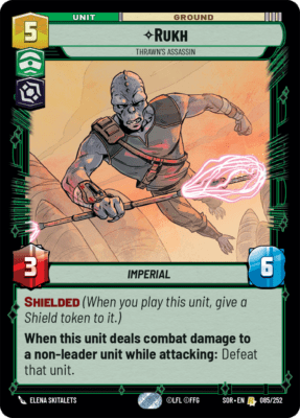 UNIT
GROUND
5
✧RUKH
THRAWN'S ASSASSIN
3
6
IMPERIAL
SHIELDED (When you play this unit, give a
Shield token to it.)
When this unit deals combat damage to
a non-leader unit while attacking: Defeat
that unit.
ELENA SKITALETS
©LFL ©FFG
SOR • EN
085/252